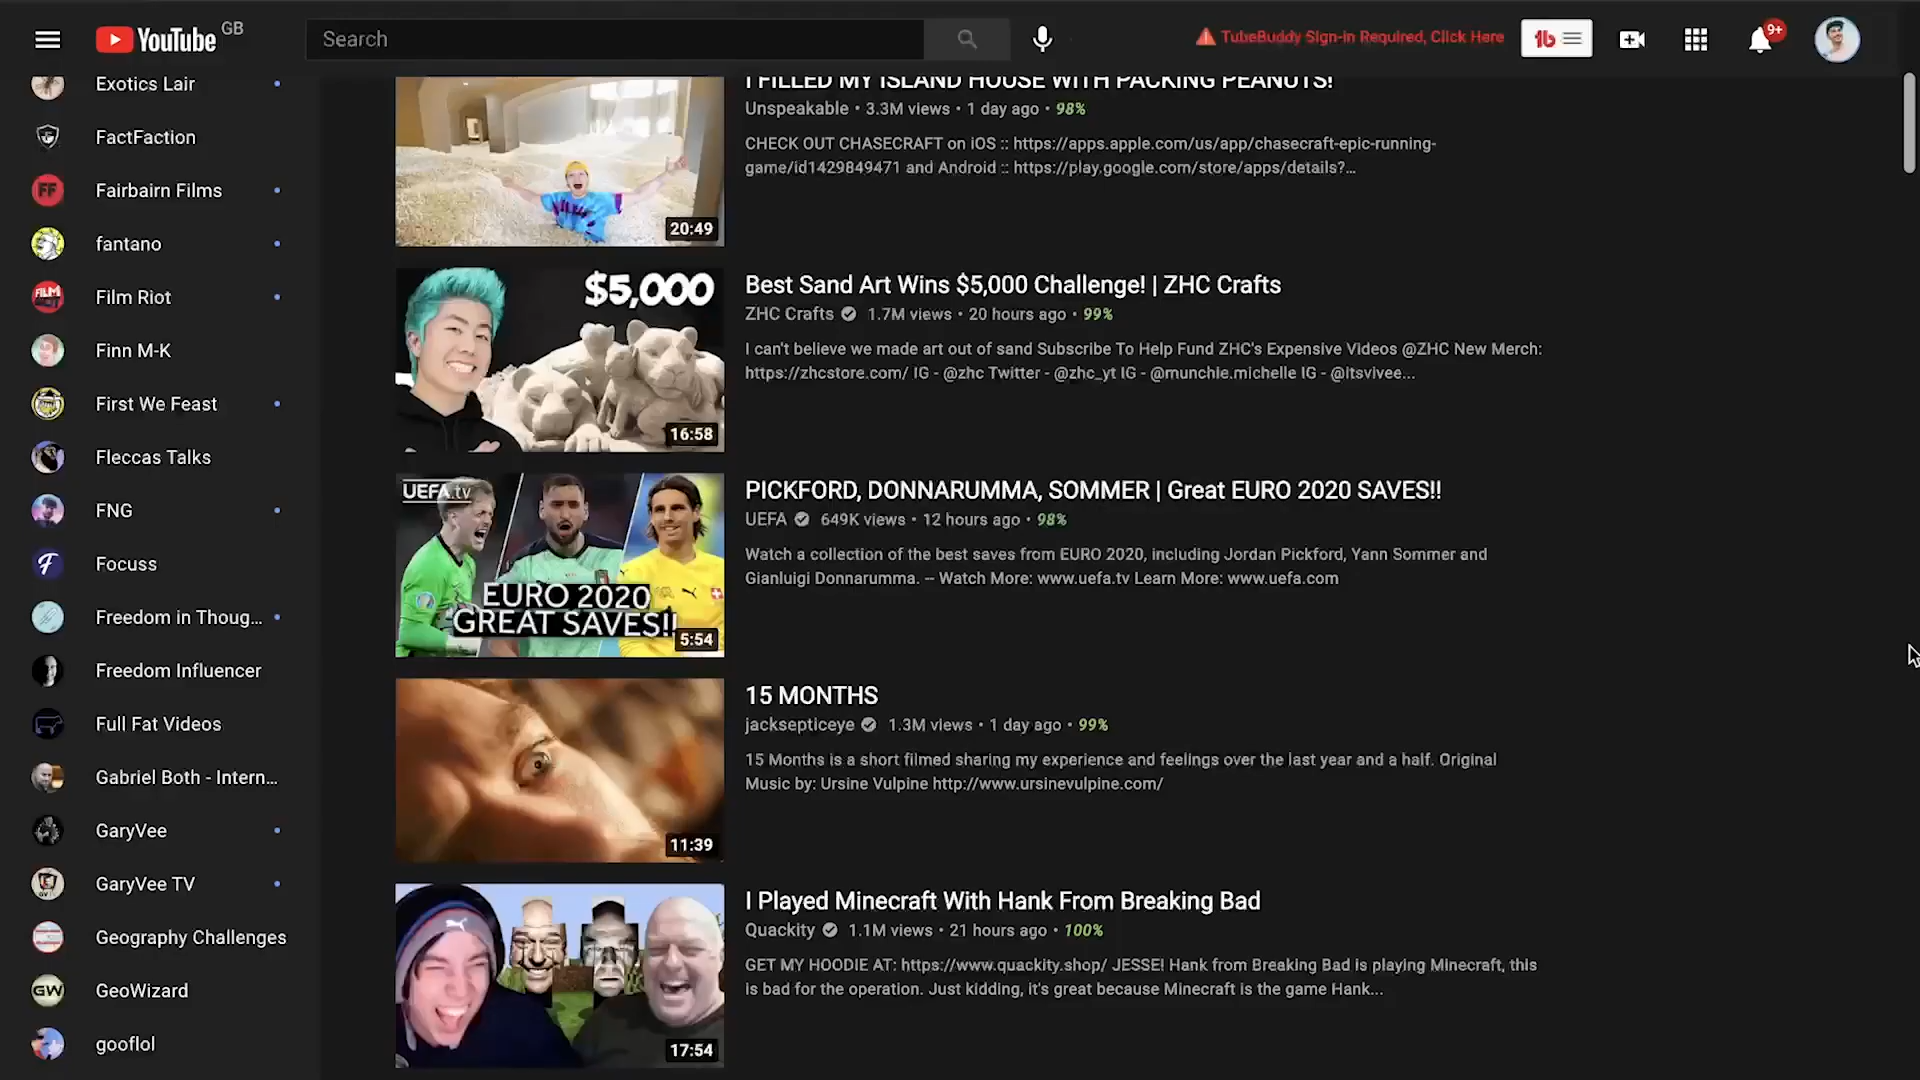 YouTube GB
Search
TubeBuddy Sign-in Required, Click Here
tb
9+
Exotics Lair
FactFaction
FF
Fairbairn Films
fantano
FILM RIOT
Film Riot
Finn M-K
First We Feast
Fleccas Talks
FNG
Focuss
Freedom in Thoug...
Freedom Influencer
Full Fat Videos
Gabriel Both - Intern...
GaryVee
GaryVee TV
Geography Challenges
GW
GeoWizard
gooflol
20:49
I FILLED MY ISLAND HOUSE WITH PACKING PEANUTS!
Unspeakable • 3.3M views • 1 day ago • 98%
CHECK OUT CHASECRAFT on iOS :: https://apps.apple.com/us/app/chasecraft-epic-running-
game/id1429849471 and Android :: https://play.google.com/store/apps/details?...
$5,000
16:58
Best Sand Art Wins $5,000 Challenge! | ZHC Crafts
ZHC Crafts 1.7M views • 20 hours ago • 99%
I can't believe we made art out of sand Subscribe To Help Fund ZHC's Expensive Videos @ZHC New Merch:
https://zhcstore.com/ IG - @zhc Twitter - @zhc_yt IG - @munchie.michelle IG - @itsvivee...
UEFA.tv
EURO 2020
GREAT SAVES!!
5:54
PICKFORD, DONNARUMMA, SOMMER | Great EURO 2020 SAVES!!
UEFA 649K views • 12 hours ago • 98%
Watch a collection of the best saves from EURO 2020, including Jordan Pickford, Yann Sommer and
Gianluigi Donnarumma. -- Watch More: www.uefa.tv Learn More: www.uefa.com
11:39
15 MONTHS
jacksepticeye 1.3M views • 1 day ago • 99%
15 Months is a short filmed sharing my experience and feelings over the last year and a half. Original
Music by: Ursine Vulpine http://www.ursinevulpine.com/
17:54
I Played Minecraft With Hank From Breaking Bad
Quackity 1.1M views • 21 hours ago • 100%
GET MY HOODIE AT: https://www.quackity.shop/ JESSE! Hank from Breaking Bad is playing Minecraft, this
is bad for the operation. Just kidding, it's great because Minecraft is the game Hank...